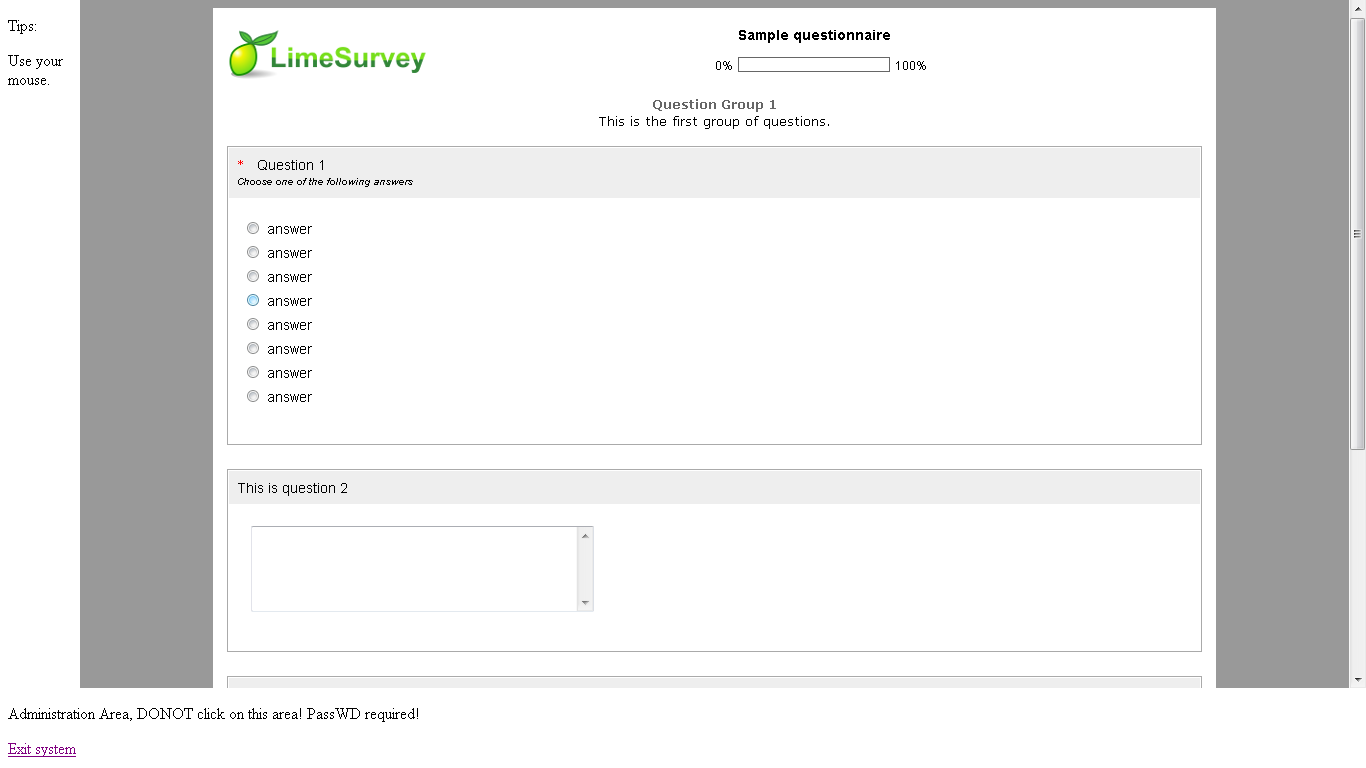 Tips:
Use your
mouse.
LimeSurvey
Sample questionnaire
0% 100%
Question Group 1
This is the first group of questions.
* Question 1
Choose one of the following answers
answer
answer
answer
answer
answer
answer
answer
answer
This is question 2
Administration Area, DONOT click on this area! PassWD required!
Exit system